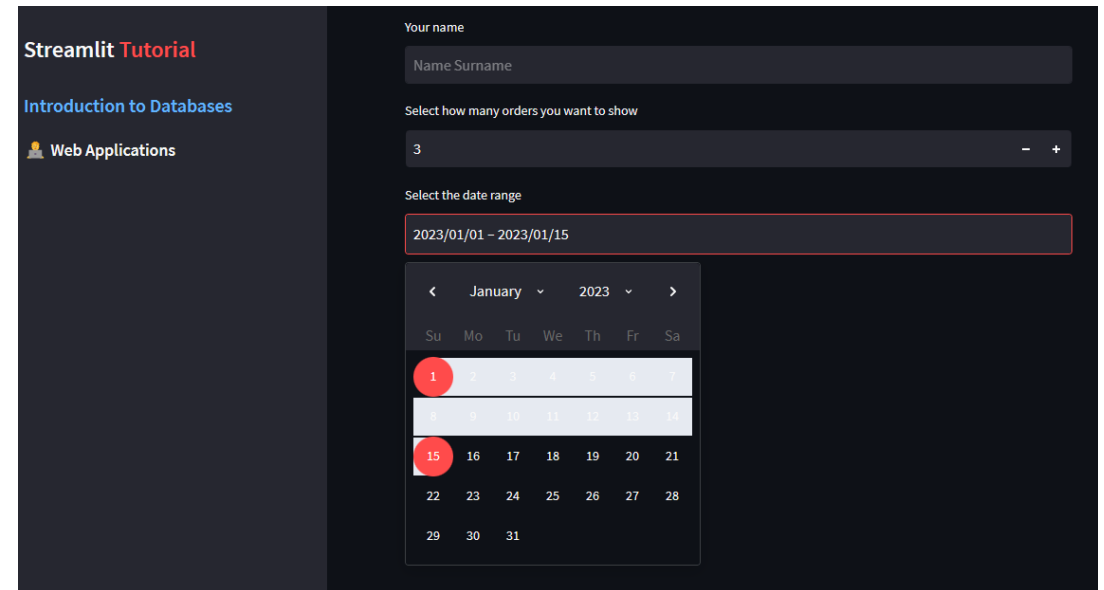 Streamlit Tutorial
Introduction to Databases
Web Applications
Your name
Name Surname
Select how many orders you want to show
3 - +
Select the date range
2023/01/01 – 2023/01/15
January 2023
Su Mo Tu We Th Fr Sa
1 2 3 4 5 6 7
8 9 10 11 12 13 14
15 16 17 18 19 20 21
22 23 24 25 26 27 28
29 30 31